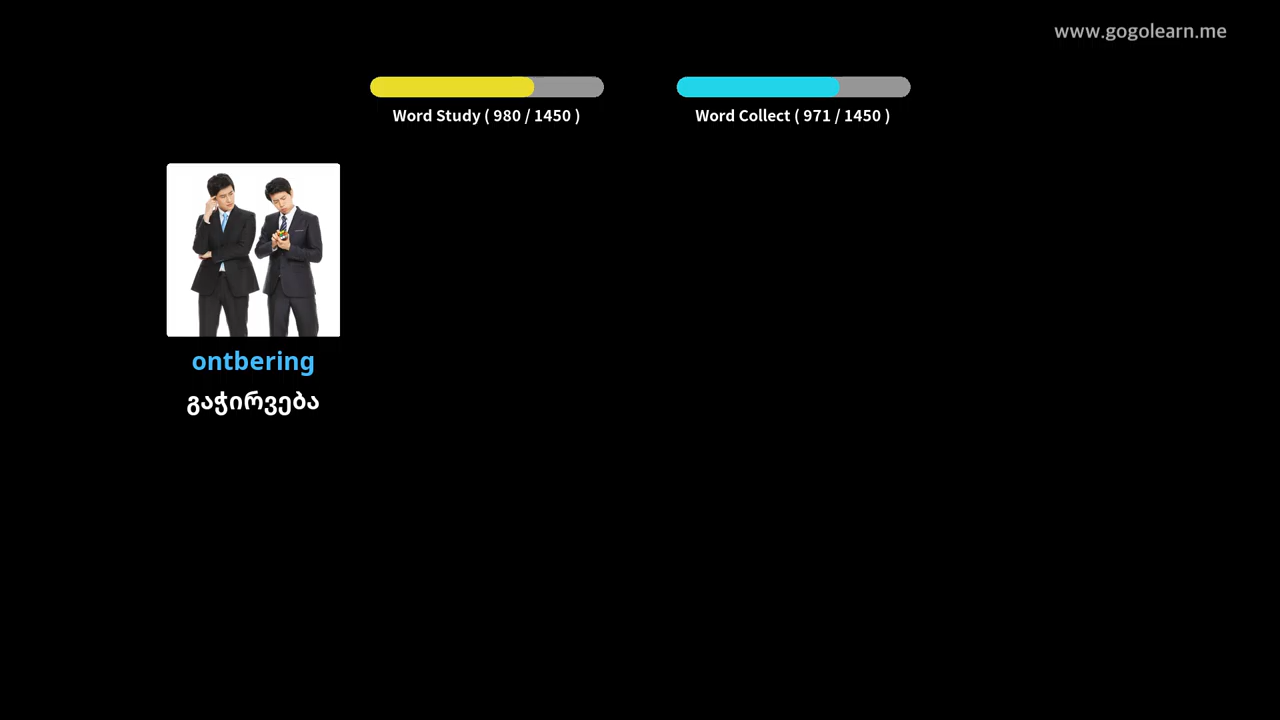 www.gogolearn.me
Word Study ( 980 / 1450 )
Word Collect ( 971 / 1450 )
ontbering
გაჭირვება